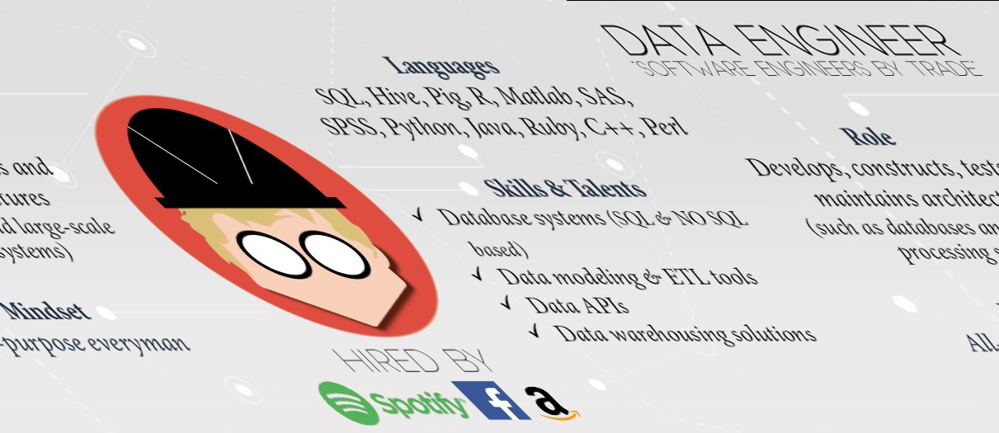 DATA ENGINEER
"SOFTWARE ENGINEERS BY TRADE"
Languages
SQL, Hive, Pig, R, Matlab, SAS,
SPSS, Python, Java, Ruby, C++, Perl
Role
Develops, constructs, tests
maintains architect
(such as databases an
processing s
s and
tures
d large-scale
systems)
Skills & Talents
✓ Database systems (SQL & NO SQL
based)
✓ Data modeling & ETL tools
✓ Data APIs
✓ Data warehousing solutions
Mindset
-purpose everyman
All-
HIRED BY
Spotify f a